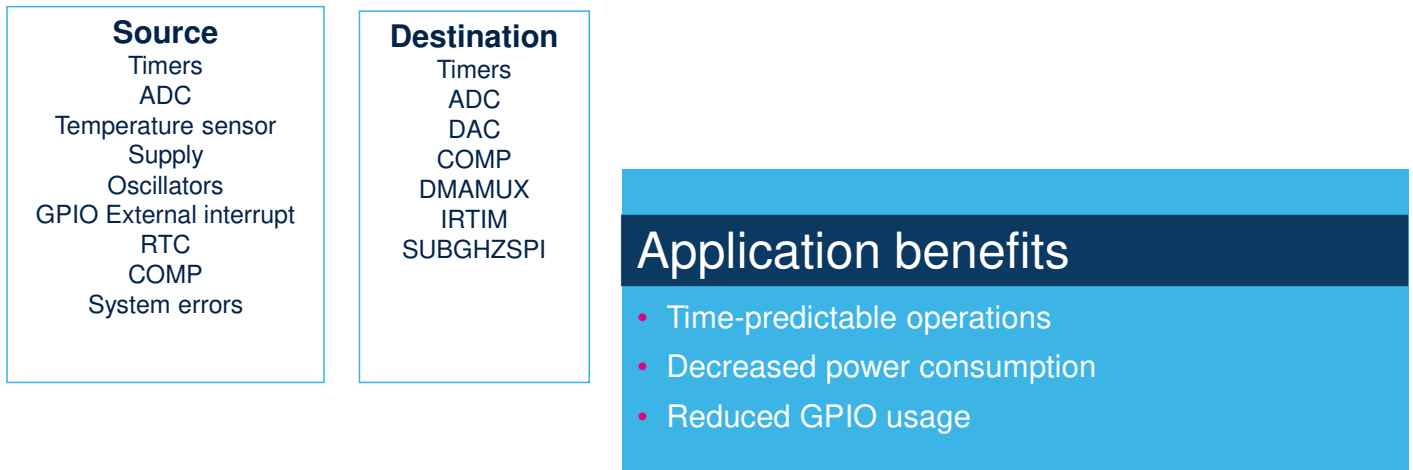 Source
Timers
ADC
Temperature sensor
Supply
Oscillators
GPIO External interrupt
RTC
COMP
System errors
Destination
Timers
ADC
DAC
COMP
DMAMUX
IRTIM
SUBGHZSPI
Application benefits
• Time-predictable operations
• Decreased power consumption
• Reduced GPIO usage